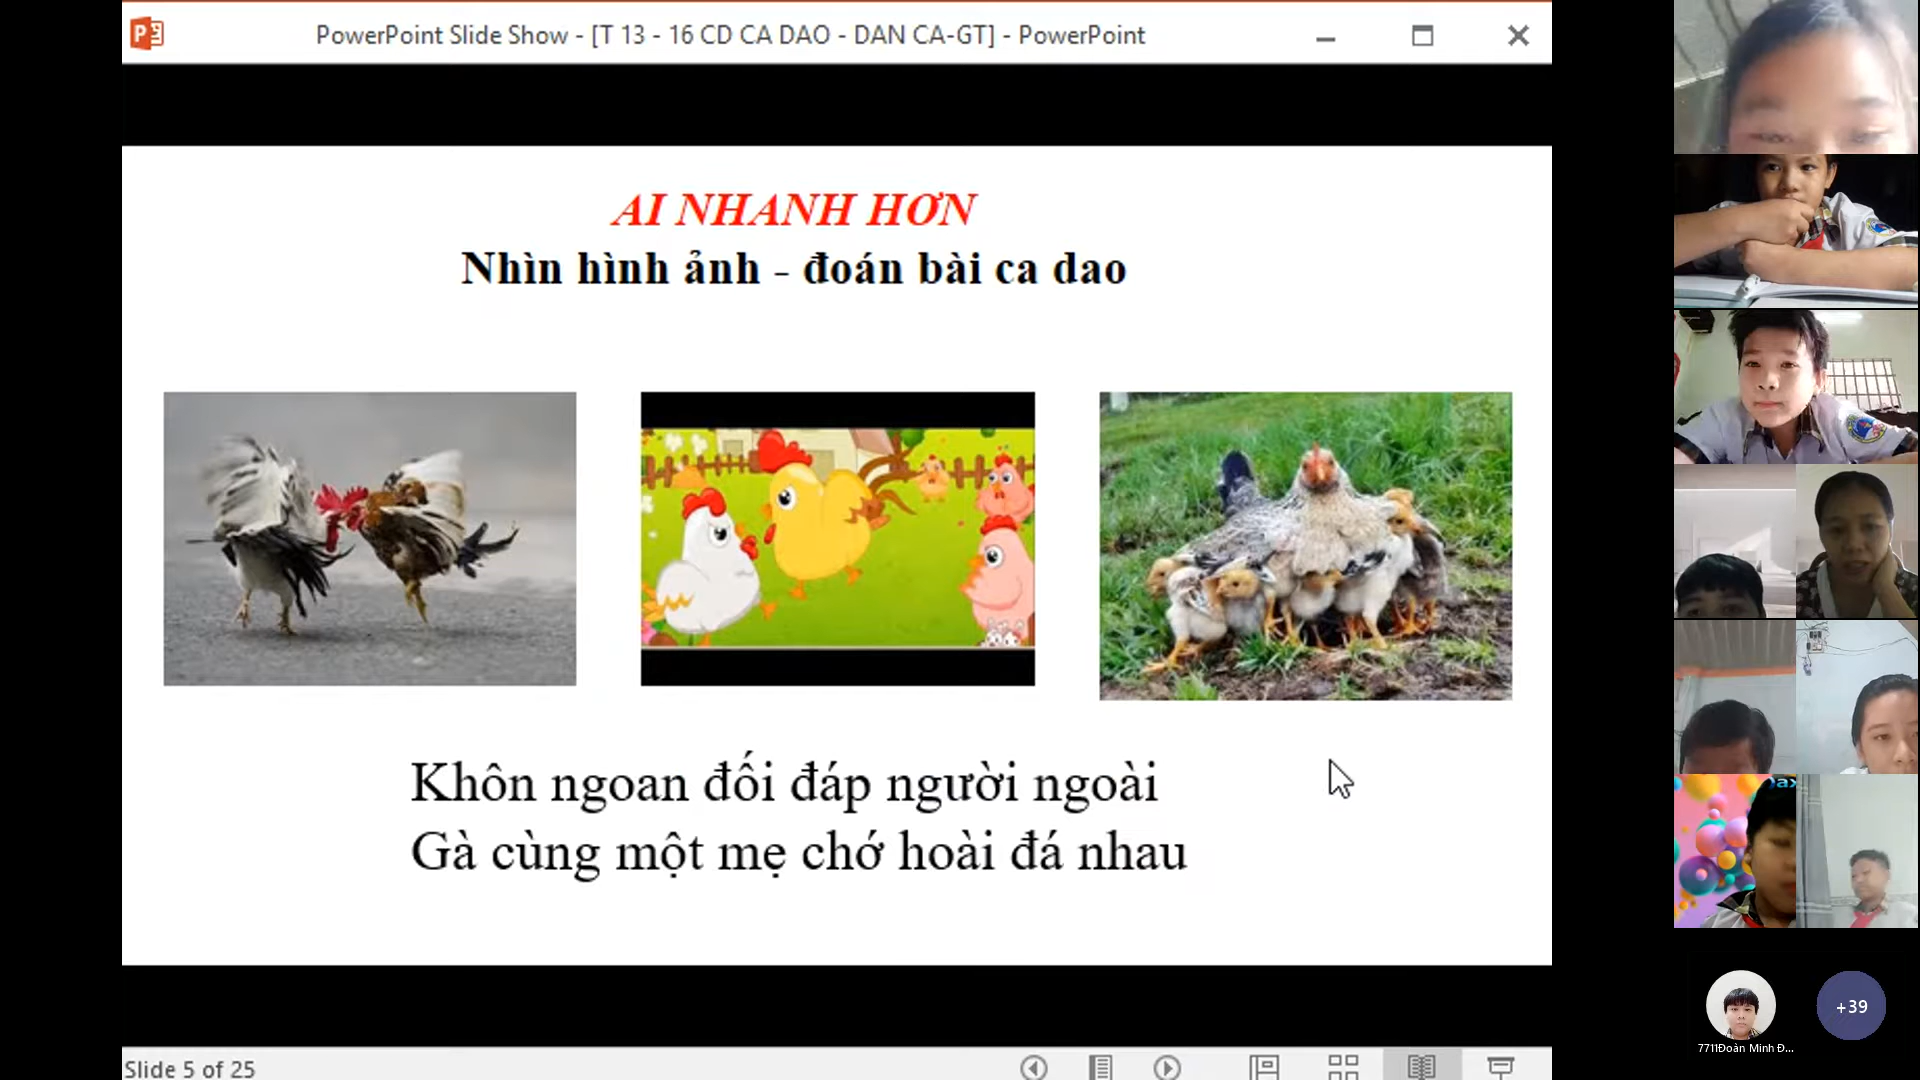 PowerPoint Slide Show - [T 13 - 16 CD CA DAO - DAN CA-GT] - PowerPoint
AI NHANH HƠN
Nhìn hình ảnh - đoán bài ca dao
Khôn ngoan đối đáp người ngoài
Gà cùng một mẹ chớ hoài đá nhau
Slide 5 of 25
+39
7711Đoàn Minh Đ...